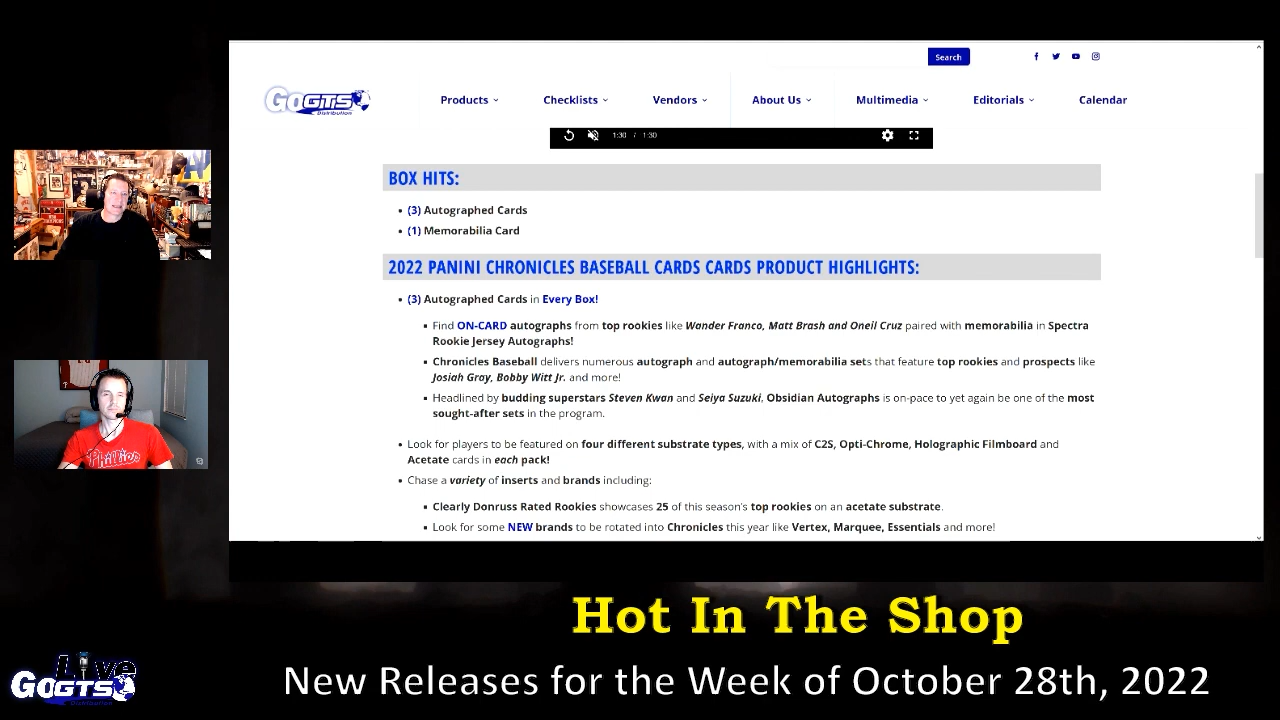 Search
GOGTS
Distribution
Products
Checklists
Vendors
About Us
Multimedia
Editorials
Calendar
1:30 / 1:30
BOX HITS:
• (3) Autographed Cards
• (1) Memorabilia Card
2022 PANINI CHRONICLES BASEBALL CARDS CARDS PRODUCT HIGHLIGHTS:
• (3) Autographed Cards in Every Box!
▪ Find ON-CARD autographs from top rookies like Wander Franco, Matt Brash and Oneil Cruz paired with memorabilia in Spectra
Rookie Jersey Autographs!
▪ Chronicles Baseball delivers numerous autograph and autograph/memorabilia sets that feature top rookies and prospects like
Josiah Gray, Bobby Witt Jr. and more!
▪ Headlined by budding superstars Steven Kwan and Seiya Suzuki, Obsidian Autographs is on-pace to yet again be one of the most
sought-after sets in the program.
• Look for players to be featured on four different substrate types, with a mix of C2S, Opti-Chrome, Holographic Filmboard and
Acetate cards in each pack!
• Chase a variety of inserts and brands including:
▪ Clearly Donruss Rated Rookies showcases 25 of this season's top rookies on an acetate substrate.
▪ Look for some NEW brands to be rotated into Chronicles this year like Vertex, Marquee, Essentials and more!
Phillies
Hot In The Shop
New Releases for the Week of October 28th, 2022
Live
GOGTS
Distribution